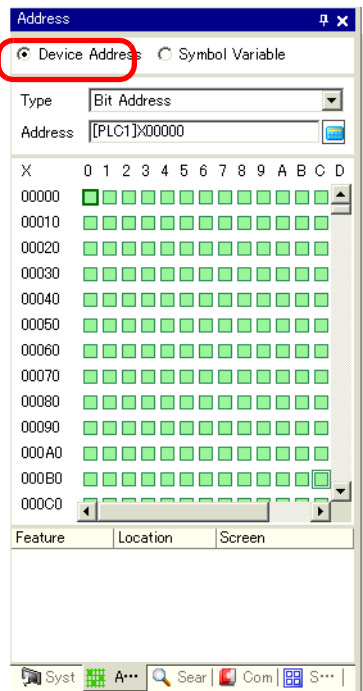 Address
Device Address Symbol Variable
Type Bit Address
Address [PLC1]X00000
X 0 1 2 3 4 5 6 7 8 9 A B C D
00000
00010
00020
00030
00040
00050
00060
00070
00080
00090
000A0
000B0
000C0
Feature Location Screen
Syst A··· Sear Com S···